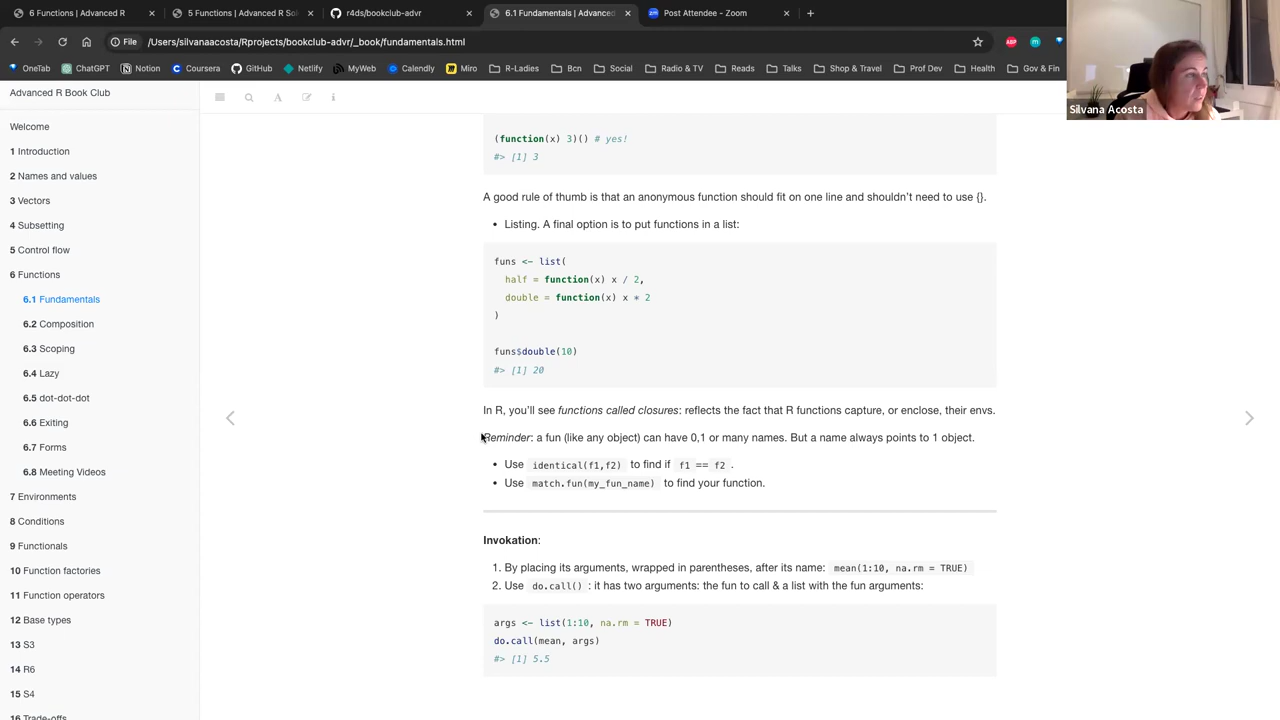 6 Functions | Advanced R
5 Functions | Advanced R So
r4ds/bookclub-advr
6.1 Fundamentals | Advanced
Post Attendee - Zoom
File
/Users/silvanaacosta/Rprojects/bookclub-advr/_book/fundamentals.html
ABP
OneTab
ChatGPT
Notion
Coursera
GitHub
Netlify
MyWeb
Calendly
Miro
R-Ladies
Bcn
Social
Radio & TV
Reads
Talks
Shop & Travel
Prof Dev
Health
Gov & Fin
Silvana Acosta
Advanced R Book Club
Welcome
1 Introduction
2 Names and values
3 Vectors
4 Subsetting
5 Control flow
6 Functions
6.1 Fundamentals
6.2 Composition
6.3 Scoping
6.4 Lazy
6.5 dot-dot-dot
6.6 Exiting
6.7 Forms
6.8 Meeting Videos
7 Environments
8 Conditions
9 Functionals
10 Function factories
11 Function operators
12 Base types
13 S3
14 R6
15 S4
16 Trade-offs
(function(x) 3)() # yes!
#> [1] 3
A good rule of thumb is that an anonymous function should fit on one line and shouldn't need to use {}.
• Listing. A final option is to put functions in a list:
funs <- list(
half = function(x) x / 2,
double = function(x) x * 2
)
funs$double(10)
#> [1] 20
In R, you'll see functions called closures: reflects the fact that R functions capture, or enclose, their envs.
Reminder: a fun (like any object) can have 0,1 or many names. But a name always points to 1 object.
• Use identical(f1,f2) to find if f1 == f2 .
• Use match.fun(my_fun_name) to find your function.
Invokation:
1. By placing its arguments, wrapped in parentheses, after its name: mean(1:10, na.rm = TRUE)
2. Use do.call() : it has two arguments: the fun to call & a list with the fun arguments:
args <- list(1:10, na.rm = TRUE)
do.call(mean, args)
#> [1] 5.5